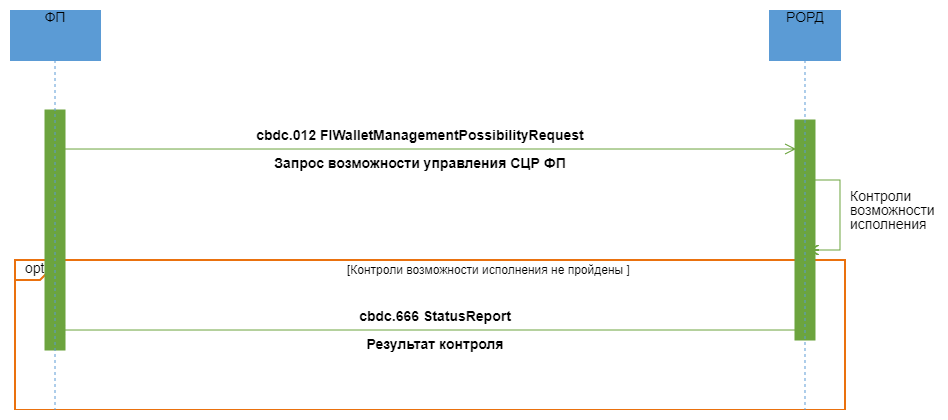 ФП
РОРД
cbdc.012 FIWalletManagementPossibilityRequest
Запрос возможности управления СЦР ФП
Контроли
возможности
исполнения
opt
[Контроли возможности исполнения не пройдены ]
cbdc.666 StatusReport
Результат контроля